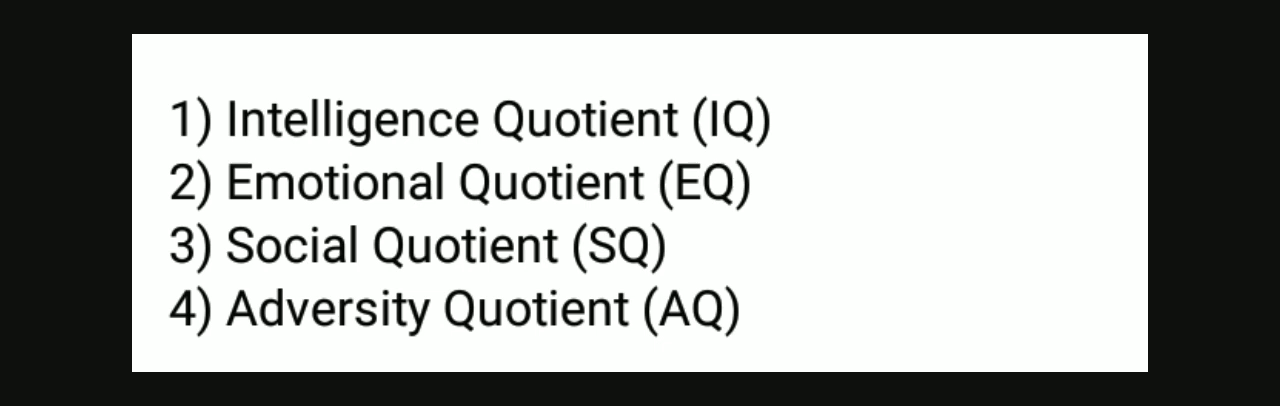 1) Intelligence Quotient (IQ)
2) Emotional Quotient (EQ)
3) Social Quotient (SQ)
4) Adversity Quotient (AQ)